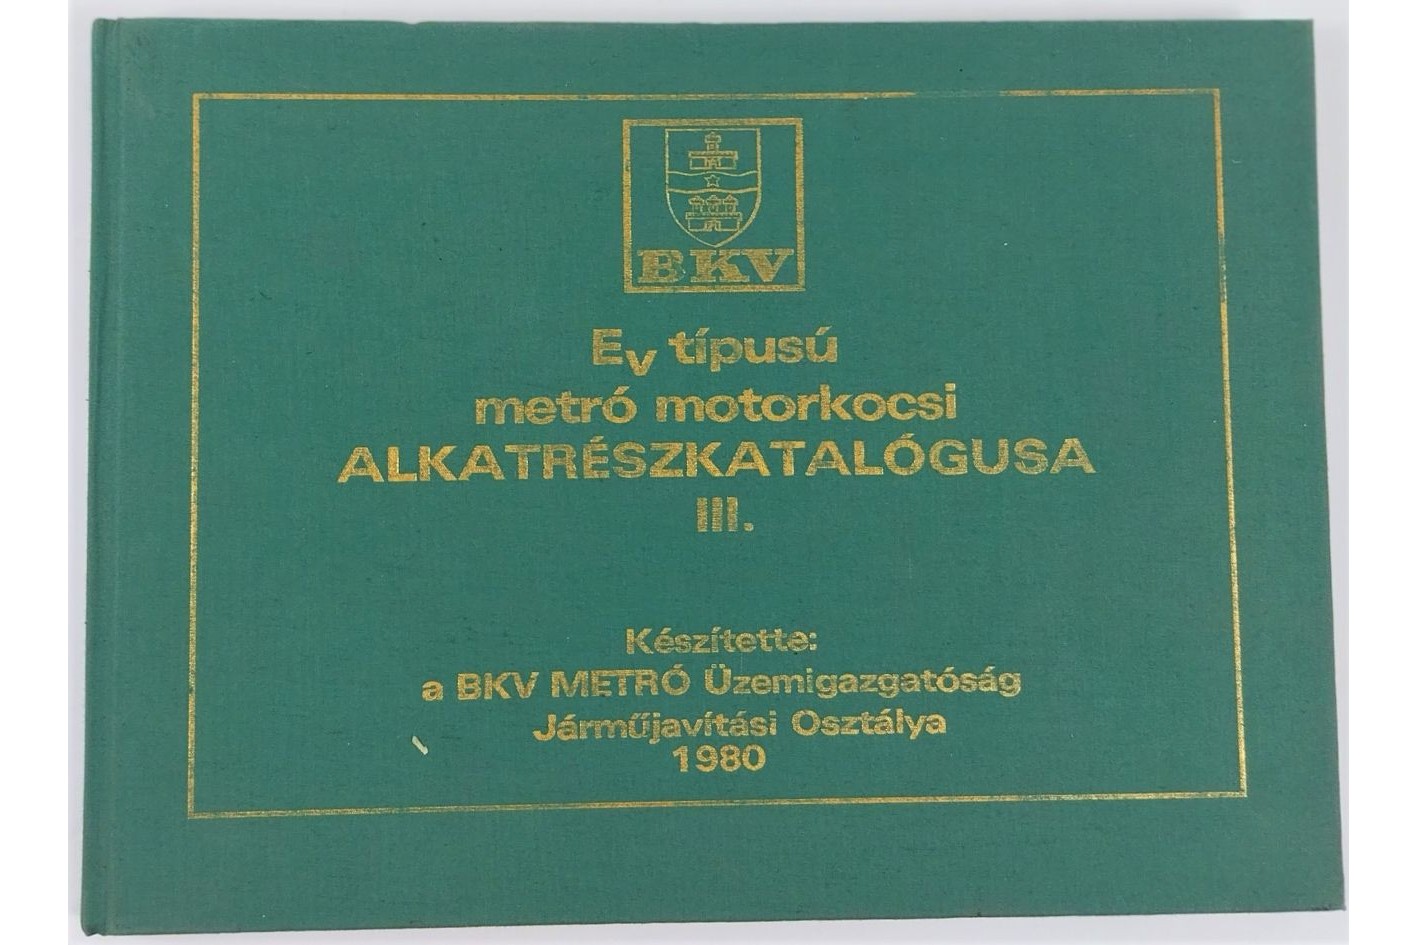 BKV
Ev típusú
metró motorkocsi
ALKATRÉSZKATALÓGUSA
III.
Készítette:
a BKV METRÓ Üzemigazgatóság
Járműjavítási Osztálya
1980